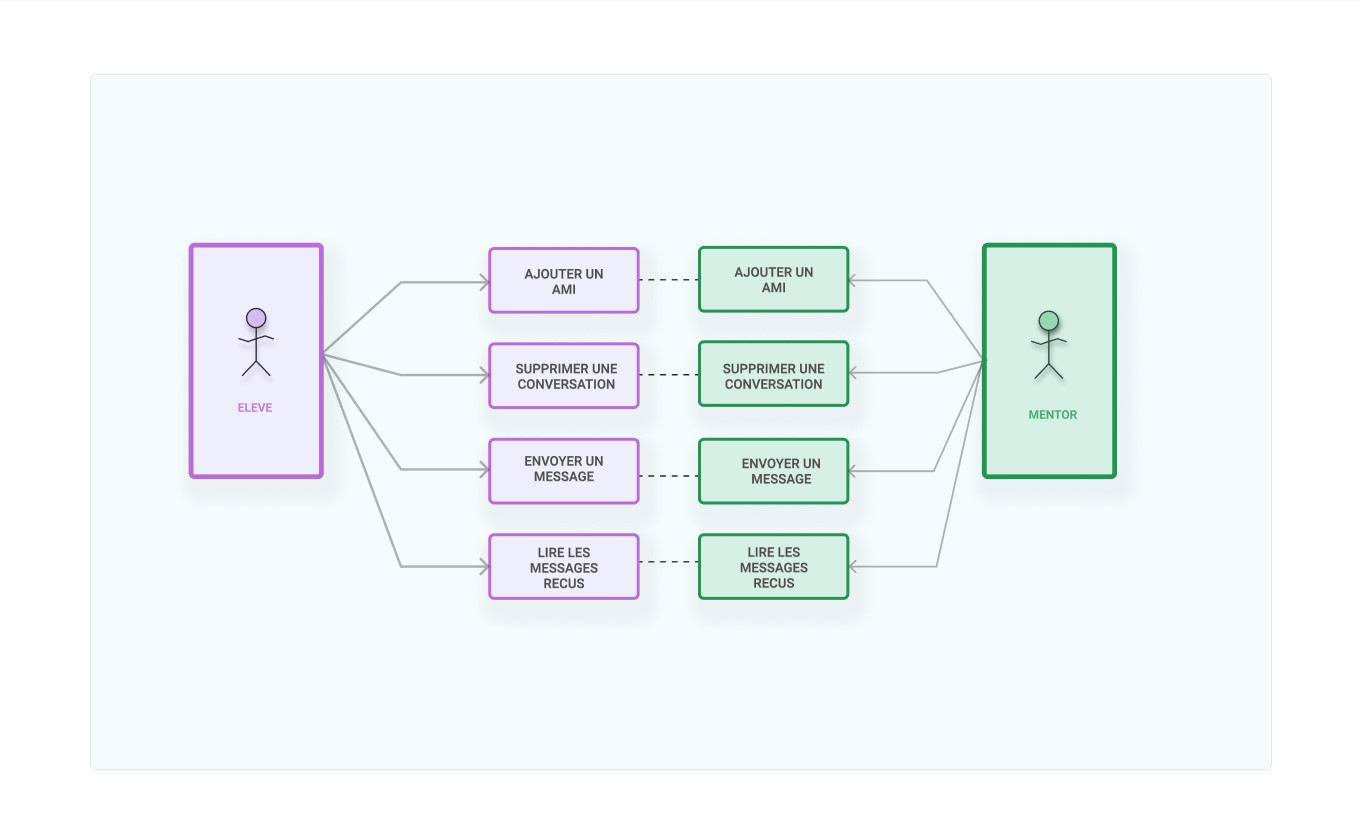 ELEVE
AJOUTER UN
AMI
SUPPRIMER UNE
CONVERSATION
ENVOYER UN
MESSAGE
LIRE LES
MESSAGES
RECUS
AJOUTER UN
AMI
SUPPRIMER UNE
CONVERSATION
ENVOYER UN
MESSAGE
LIRE LES
MESSAGES
RECUS
MENTOR